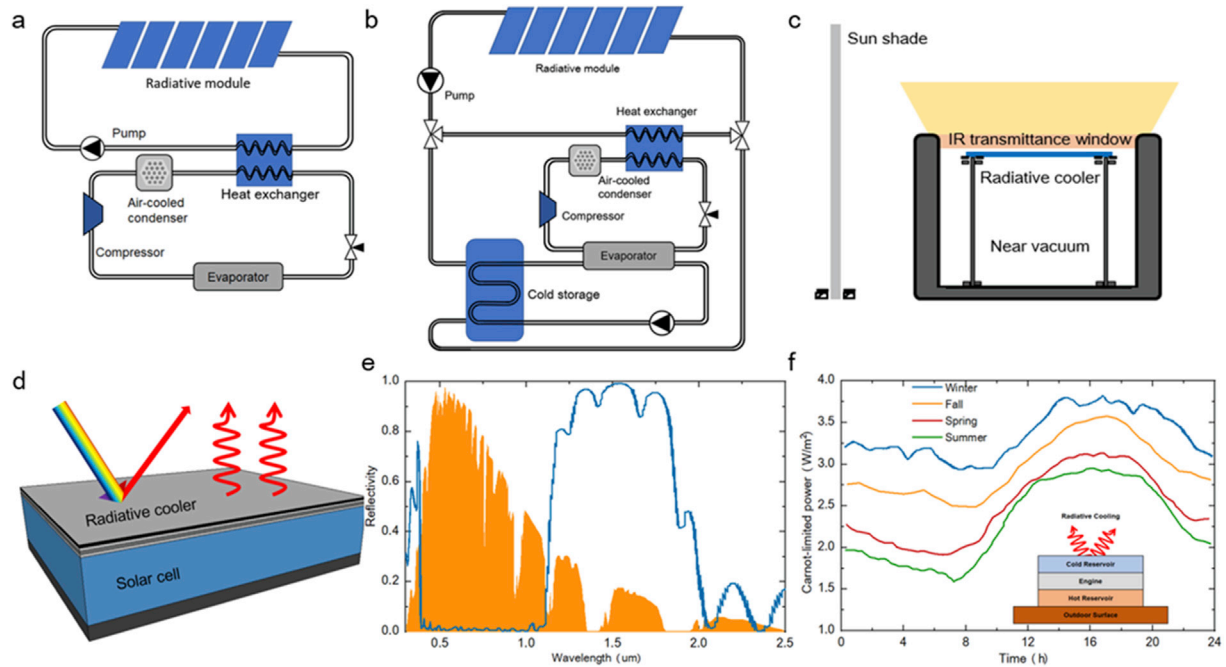 a
Radiative module
Pump
Heat exchanger
Air-cooled
condenser
Compressor
Evaporator
b
Radiative module
Pump
Heat exchanger
Air-cooled
condenser
Compressor
Evaporator
Cold storage
c
Sun shade
IR transmittance window
Radiative cooler
Near vacuum
d
Radiative cooler
Solar cell
e
Reflectivity
1.0
0.8
0.6
0.4
0.2
0.0
0.5
1.0
1.5
2.0
2.5
Wavelength (um)
f
Carnot-limited power (W/m²)
4.0
3.5
3.0
2.5
2.0
1.5
1.0
Winter
Fall
Spring
Summer
Radiative Cooling
Cold Reservoir
Engine
Hot Reservoir
Outdoor Surface
0
4
8
12
16
20
24
Time (h)